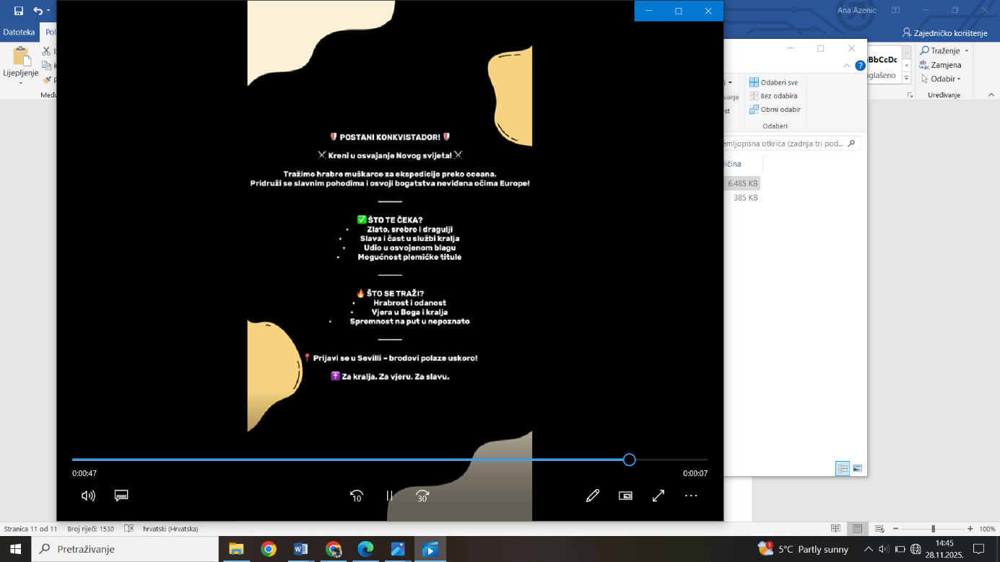 Ana Azenic
Datoteka
Pol
Zajedničko korištenje
Lijepljenje
Među
Traženje
Zamjena
Odabir
Uređivanje
Odaberi sve
Bez odabira
Obrni odabir
Odaberi
🛡 POSTANI KONKVISTADOR! 🛡
⚔ Kreni u osvajanje Novog svijeta! ⚔
Tražimo hrabre muškarce za ekspedicije preko oceana.
Pridruži se slavnim pohodima i osvoji bogatstva neviđena očima Europe!
✅ ŠTO TE ČEKA?
• Zlato, srebro i dragulji
• Slava i čast u službi kralja
• Udio u osvojenom blagu
• Mogućnost plemićke titule
🔥 ŠTO SE TRAŽI?
• Hrabrost i odanost
• Vjera u Boga i kralja
• Spremnost na put u nepoznato
📍 Prijavi se u Sevilli – brodovi polaze uskoro!
✝️ Za kralja. Za vjeru. Za slavu.
emljopisna otkrića (zadnja tri pod...
ličina
6.485 KB
385 KB
0:00:47
0:00:07
10
30
Stranica 11 od 11
Broj riječi: 1530
hrvatski (Hrvatska)
100%
Pretraživanje
1
5°C Partly sunny
14:45
28.11.2025.